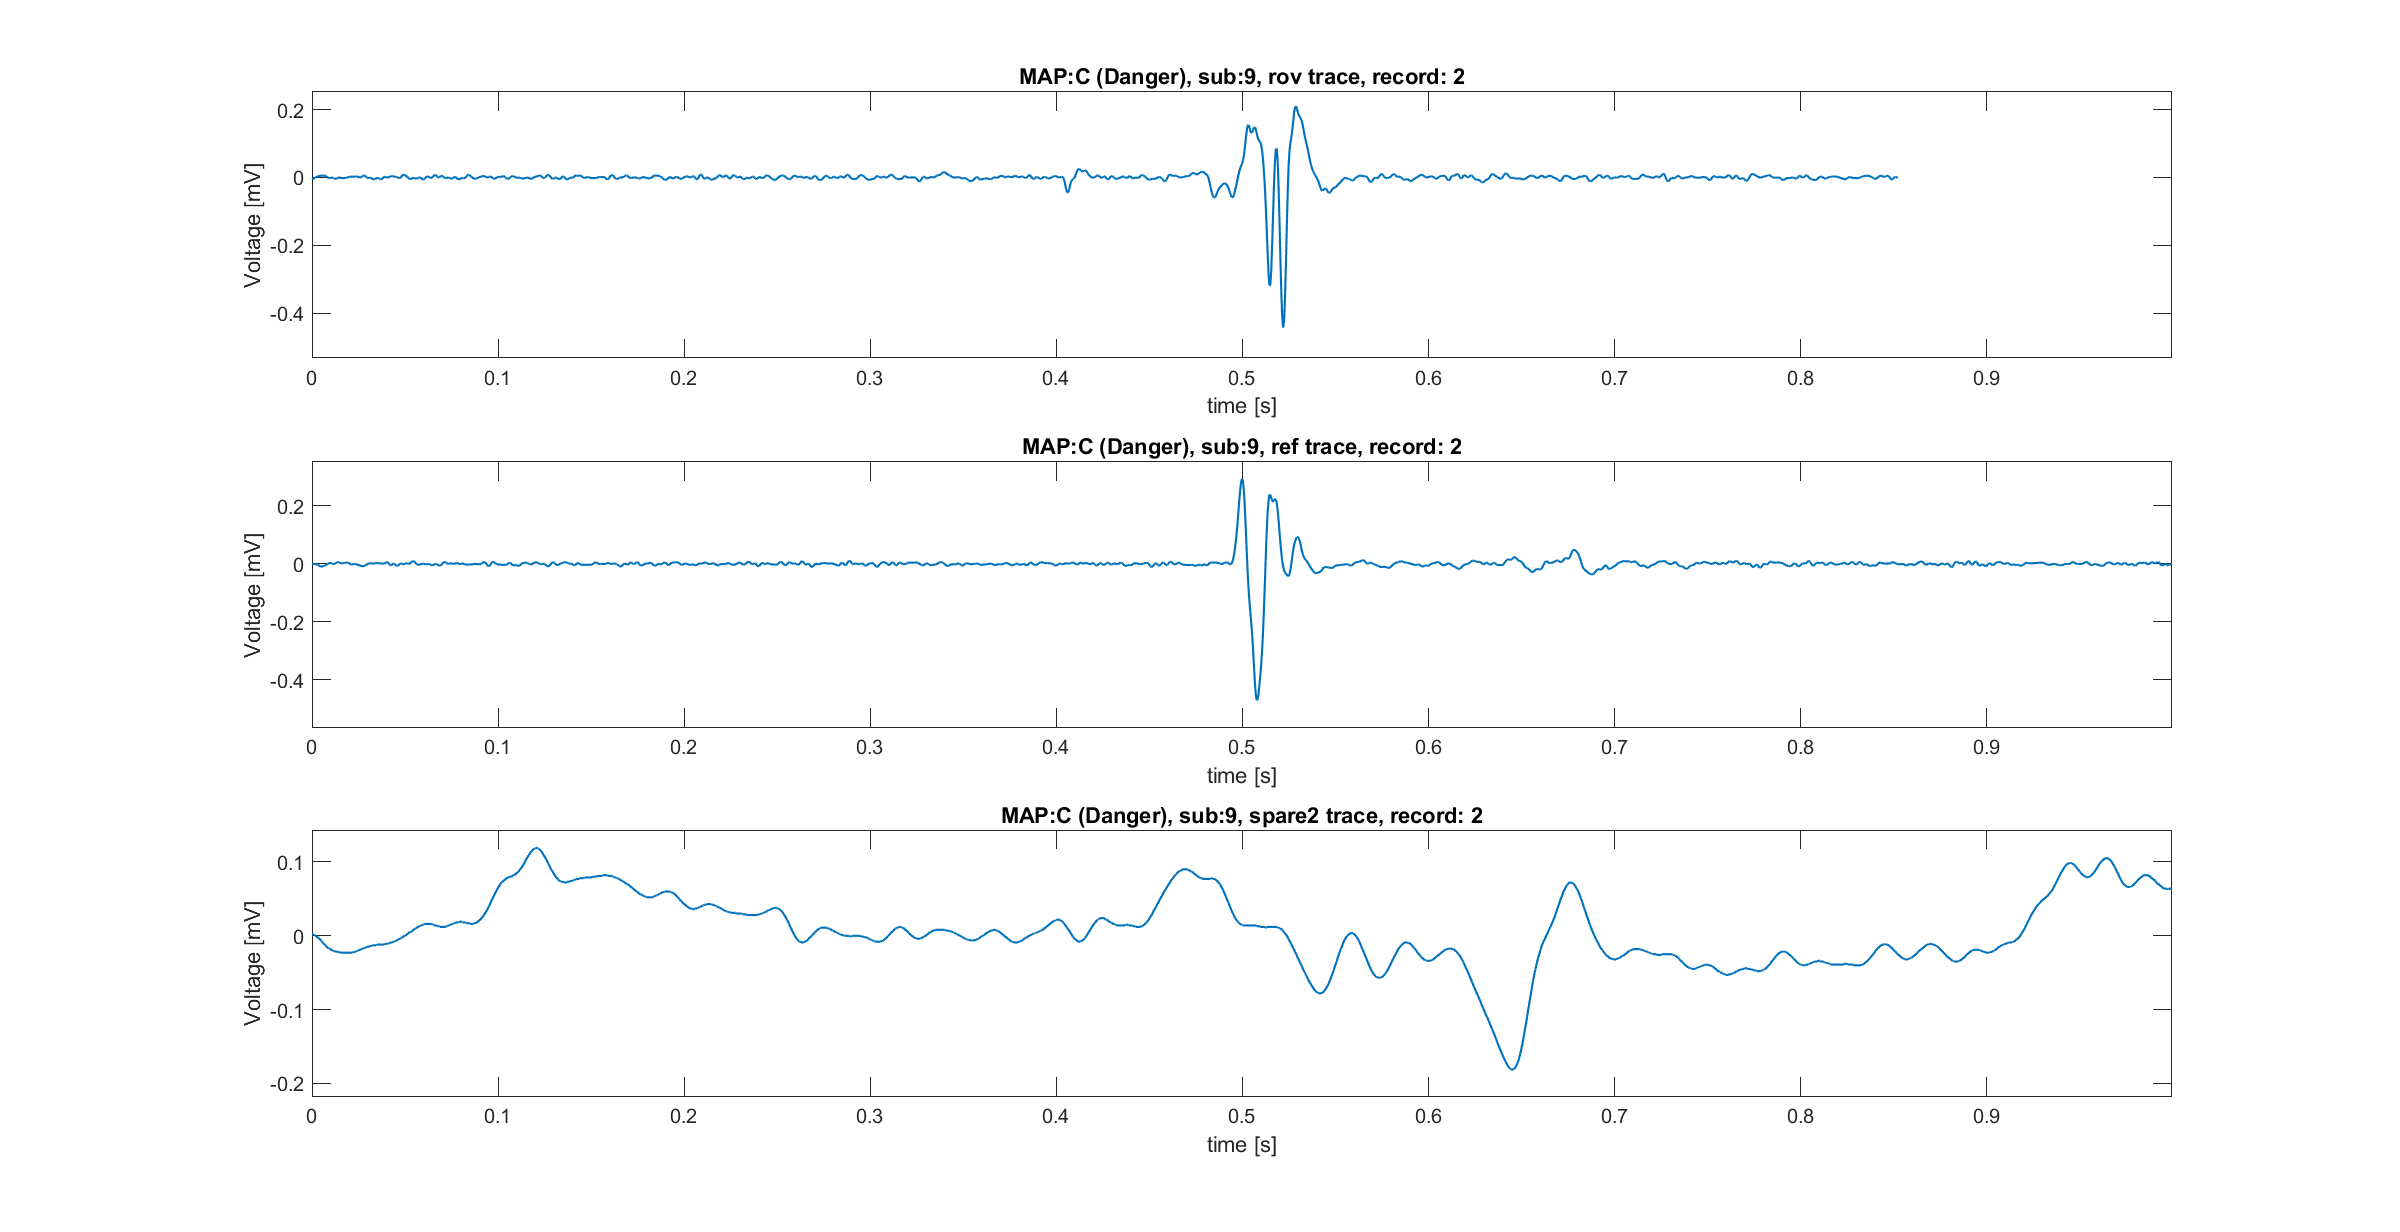 MAP:C (Danger), sub:9, rov trace, record: 2
Voltage [mV]
0.2
0
-0.2
-0.4
0 0.1 0.2 0.3 0.4 0.5 0.6 0.7 0.8 0.9
time [s]
MAP:C (Danger), sub:9, ref trace, record: 2
Voltage [mV]
0.2
0
-0.2
-0.4
0 0.1 0.2 0.3 0.4 0.5 0.6 0.7 0.8 0.9
time [s]
MAP:C (Danger), sub:9, spare2 trace, record: 2
Voltage [mV]
0.1
0
-0.1
-0.2
0 0.1 0.2 0.3 0.4 0.5 0.6 0.7 0.8 0.9
time [s]